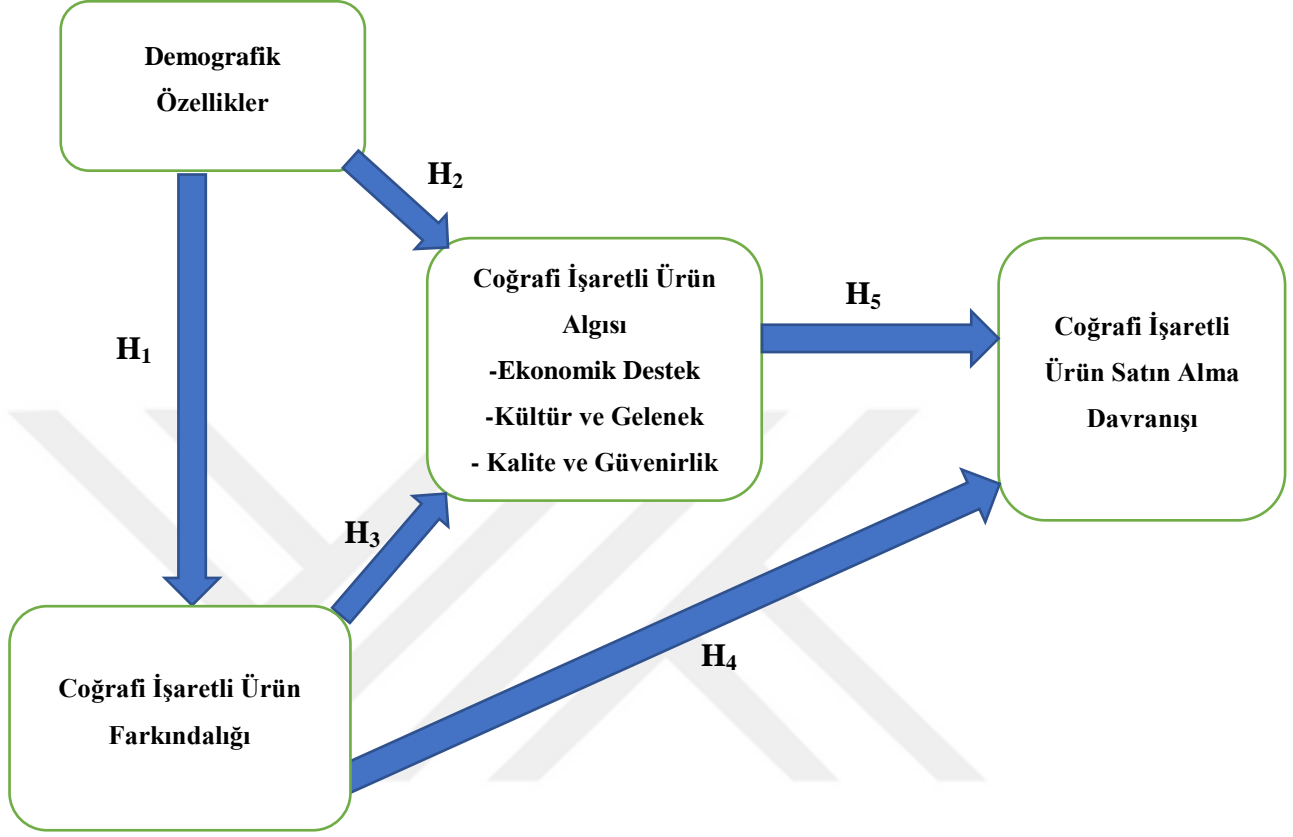 Demografik
Özellikler
H₂
Coğrafi İşaretli Ürün
Algısı
-Ekonomik Destek
-Kültür ve Gelenek
- Kalite ve Güvenirlik
H₅
Coğrafi İşaretli
Ürün Satın Alma
Davranışı
H₁
H₃
H₄
Coğrafi İşaretli Ürün
Farkındalığı